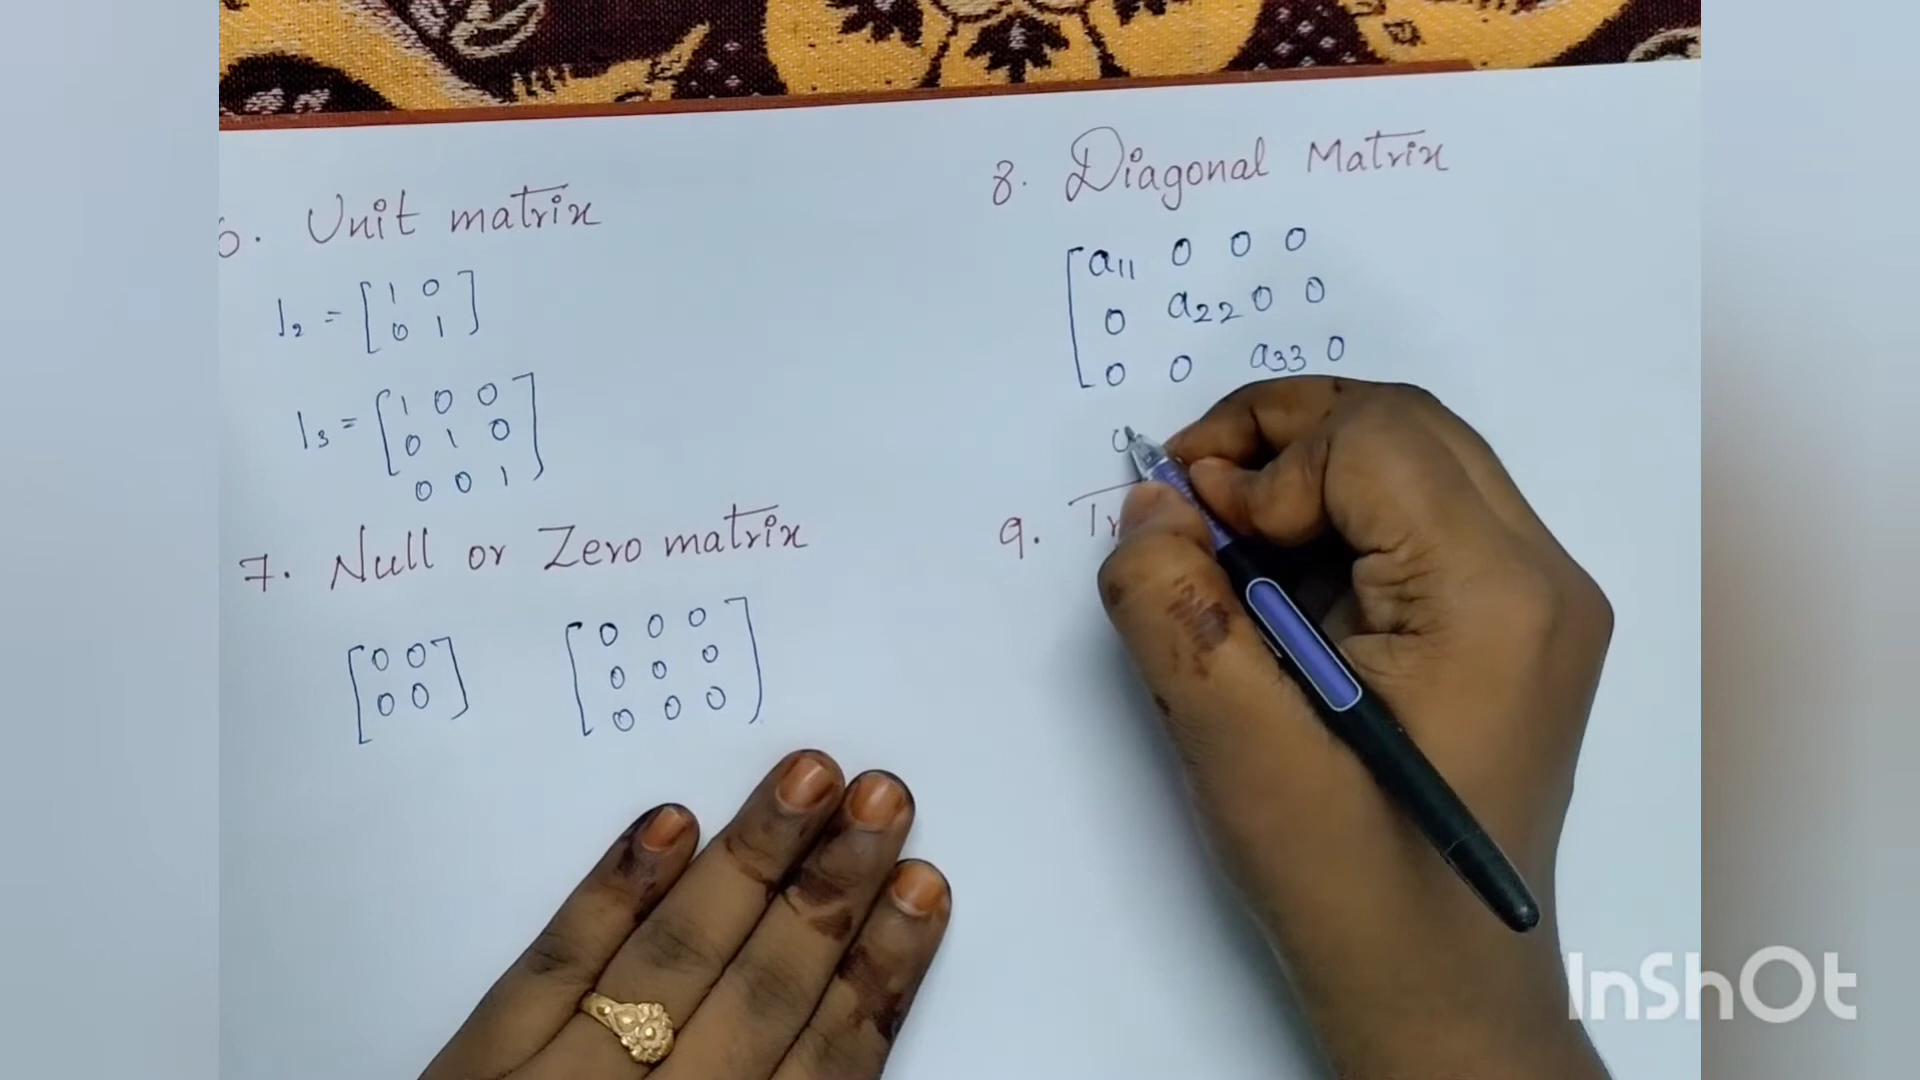 6. Unit matrix
I2 = [ 1 0
0 1 ]
I3 = [ 1 0 0
0 1 0
0 0 1 ]
7. Null or Zero matrix
[ 0 0
0 0 ]
[ 0 0 0
0 0 0
0 0 0 ]
8. Diagonal Matrix
[ a11 0 0 0
0 a22 0 0
0 0 a33 0
0
9.
InShOt